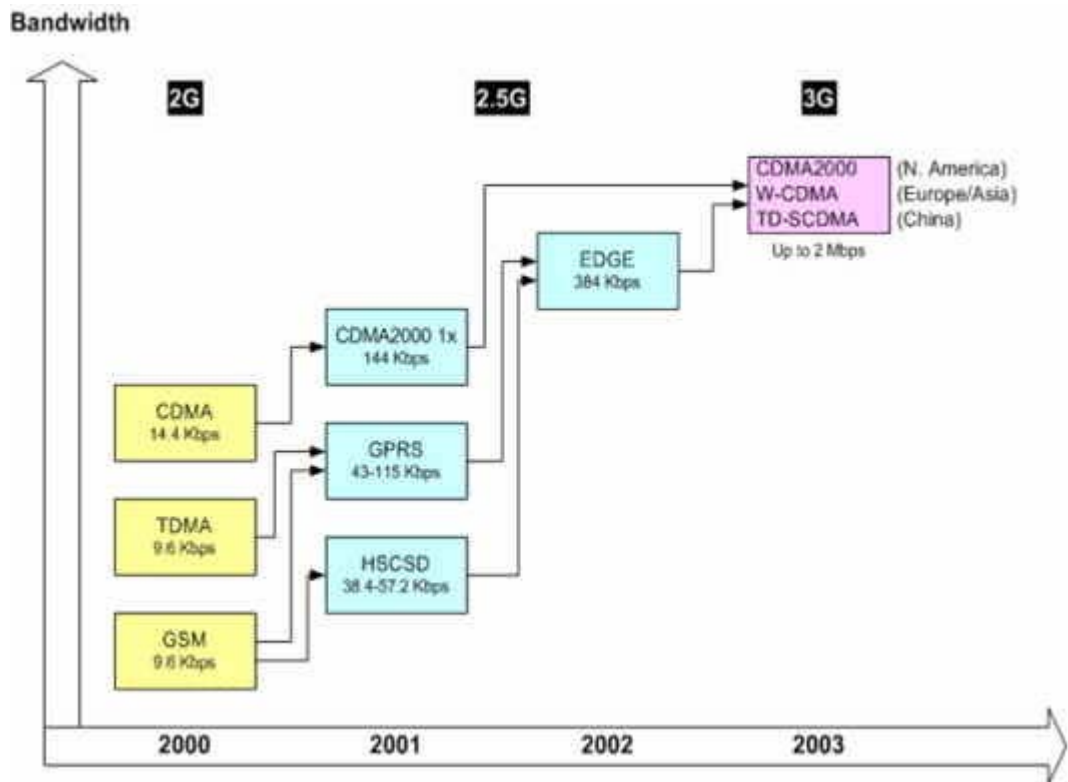 Bandwidth
2G
2.5G
3G
CDMA2000 (N. America)
W-CDMA (Europe/Asia)
TD-SCDMA (China)
Up to 2 Mbps
EDGE
384 Kbps
CDMA2000 1x
144 Kbps
CDMA
14.4 Kbps
GPRS
43-115 Kbps
TDMA
9.6 Kbps
HSCSD
38.4-57.2 Kbps
GSM
9.6 Kbps
2000
2001
2002
2003